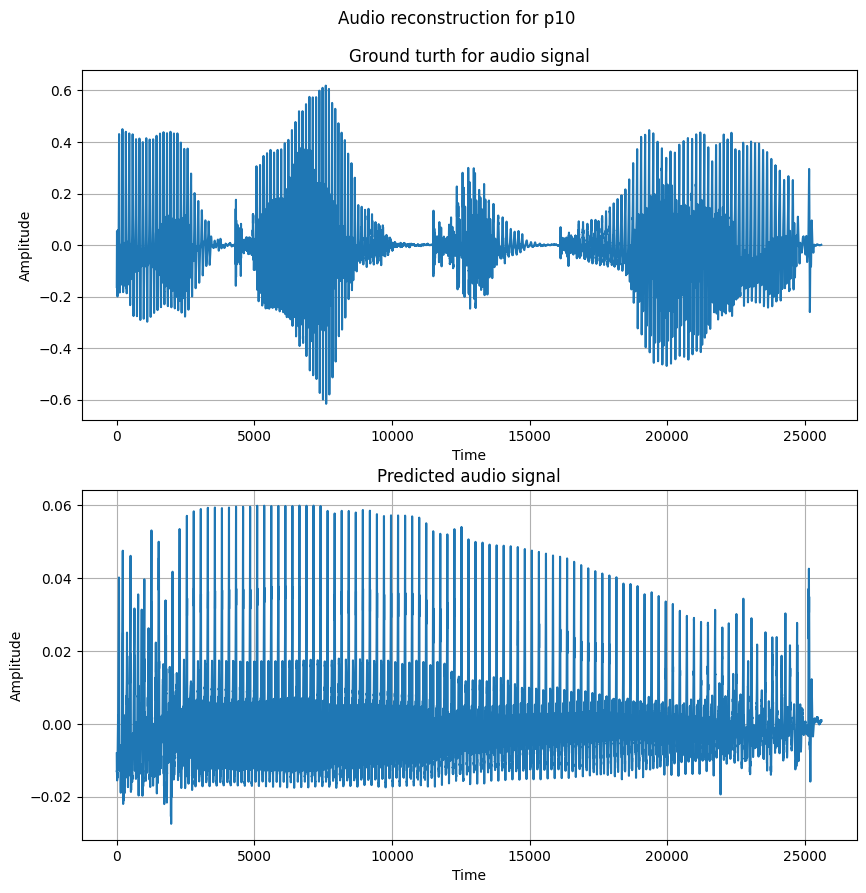 Audio reconstruction for p10
Ground turth for audio signal
0.6
0.4
0.2
0.0
−0.2
−0.4
−0.6
Amplitude
0 5000 10000 15000 20000 25000
Time
Predicted audio signal
0.06
0.04
0.02
0.00
−0.02
Amplitude
0 5000 10000 15000 20000 25000
Time